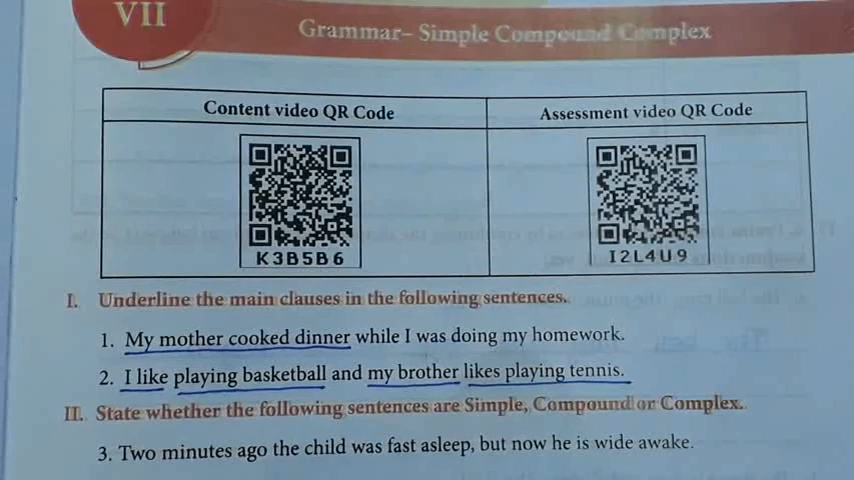 VII
Grammar– Simple Compound Complex
Content video QR Code
Assessment video QR Code
K3B5B6
I2L4U9
I. Underline the main clauses in the following sentences.
1. My mother cooked dinner while I was doing my homework.
2. I like playing basketball and my brother likes playing tennis.
II. State whether the following sentences are Simple, Compound or Complex.
3. Two minutes ago the child was fast asleep, but now he is wide awake.